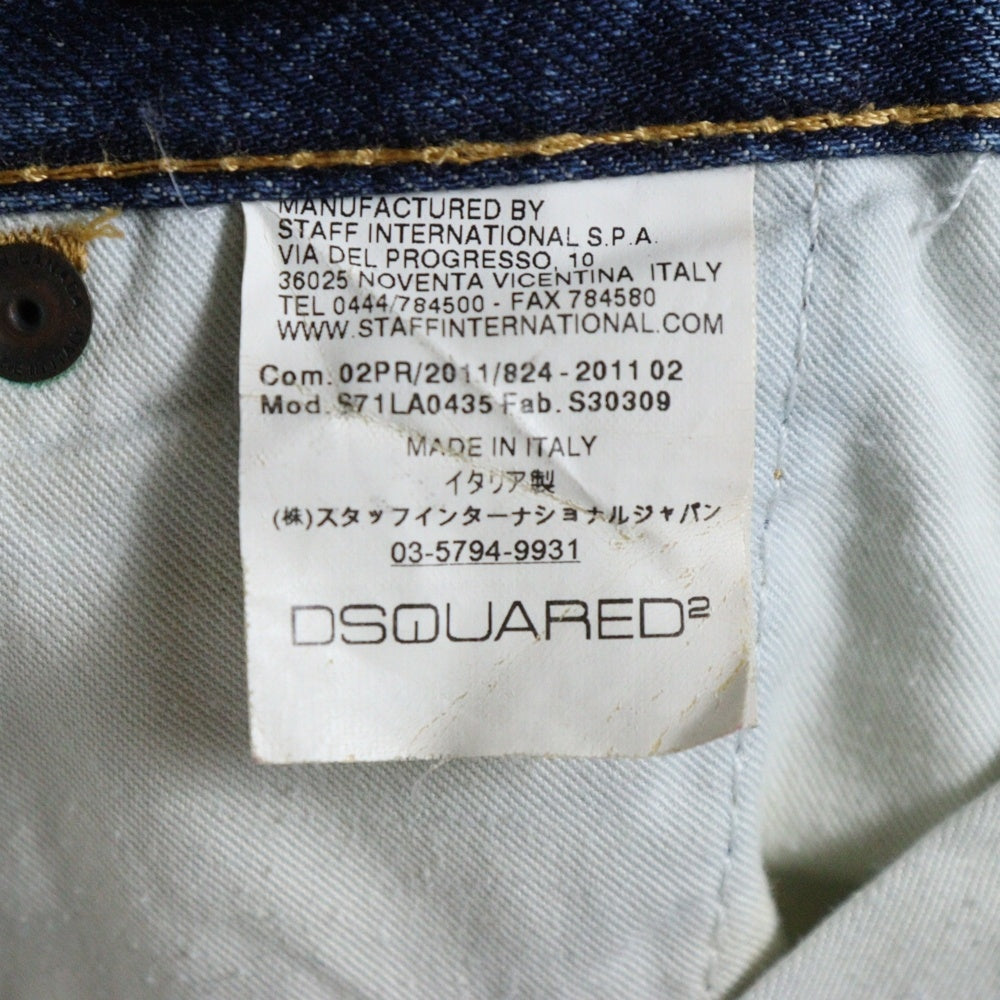 MANUFACTURED BY
STAFF INTERNATIONAL S.P.A.
VIA DEL PROGRESSO, 10
36025 NOVENTA VICENTINA ITALY
TEL 0444/784500 - FAX 784580
WWW.STAFFINTERNATIONAL.COM
Com. 02PR/2011/824 - 2011 02
Mod. S71LA0435 Fab. S30309
MADE IN ITALY
イタリア製
(株)スタッフインターナショナルジャパン
03-5794-9931
DSQUARED2